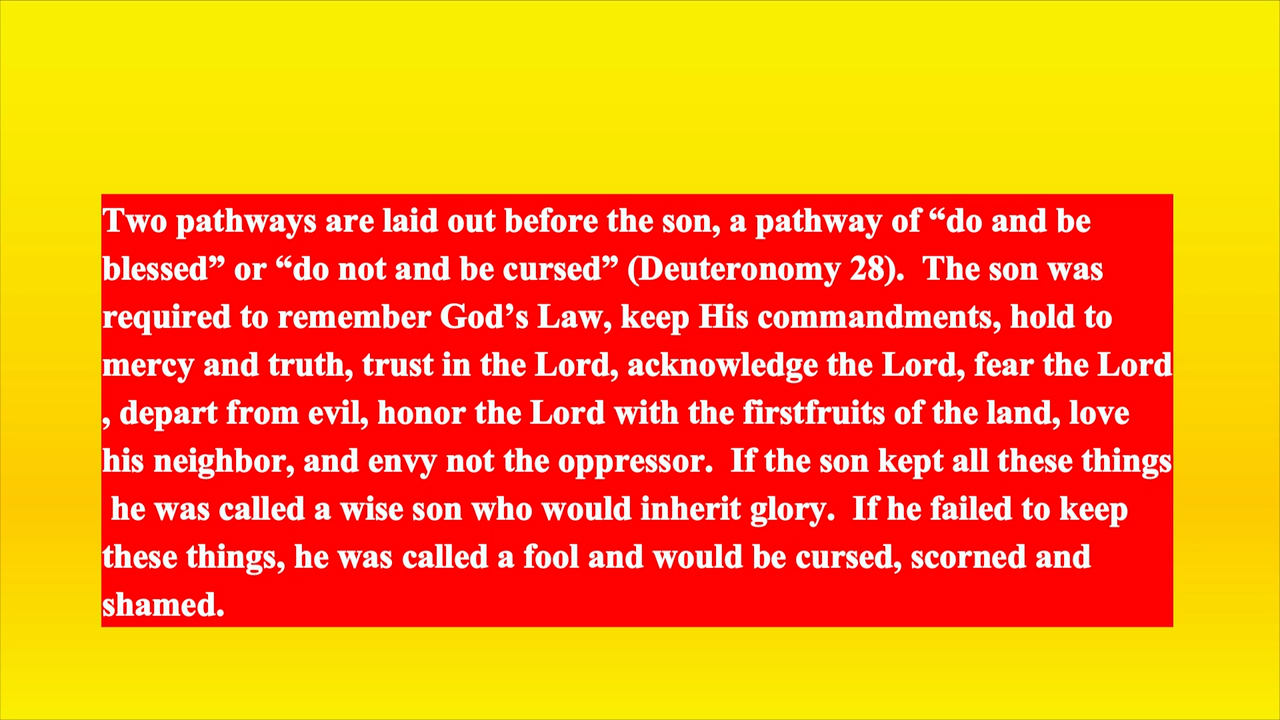 Two pathways are laid out before the son, a pathway of “do and be
blessed” or “do not and be cursed” (Deuteronomy 28).  The son was
required to remember God’s Law, keep His commandments, hold to
mercy and truth, trust in the Lord, acknowledge the Lord, fear the Lord
, depart from evil, honor the Lord with the firstfruits of the land, love
his neighbor, and envy not the oppressor.  If the son kept all these things
he was called a wise son who would inherit glory.  If he failed to keep
these things, he was called a fool and would be cursed, scorned and
shamed.